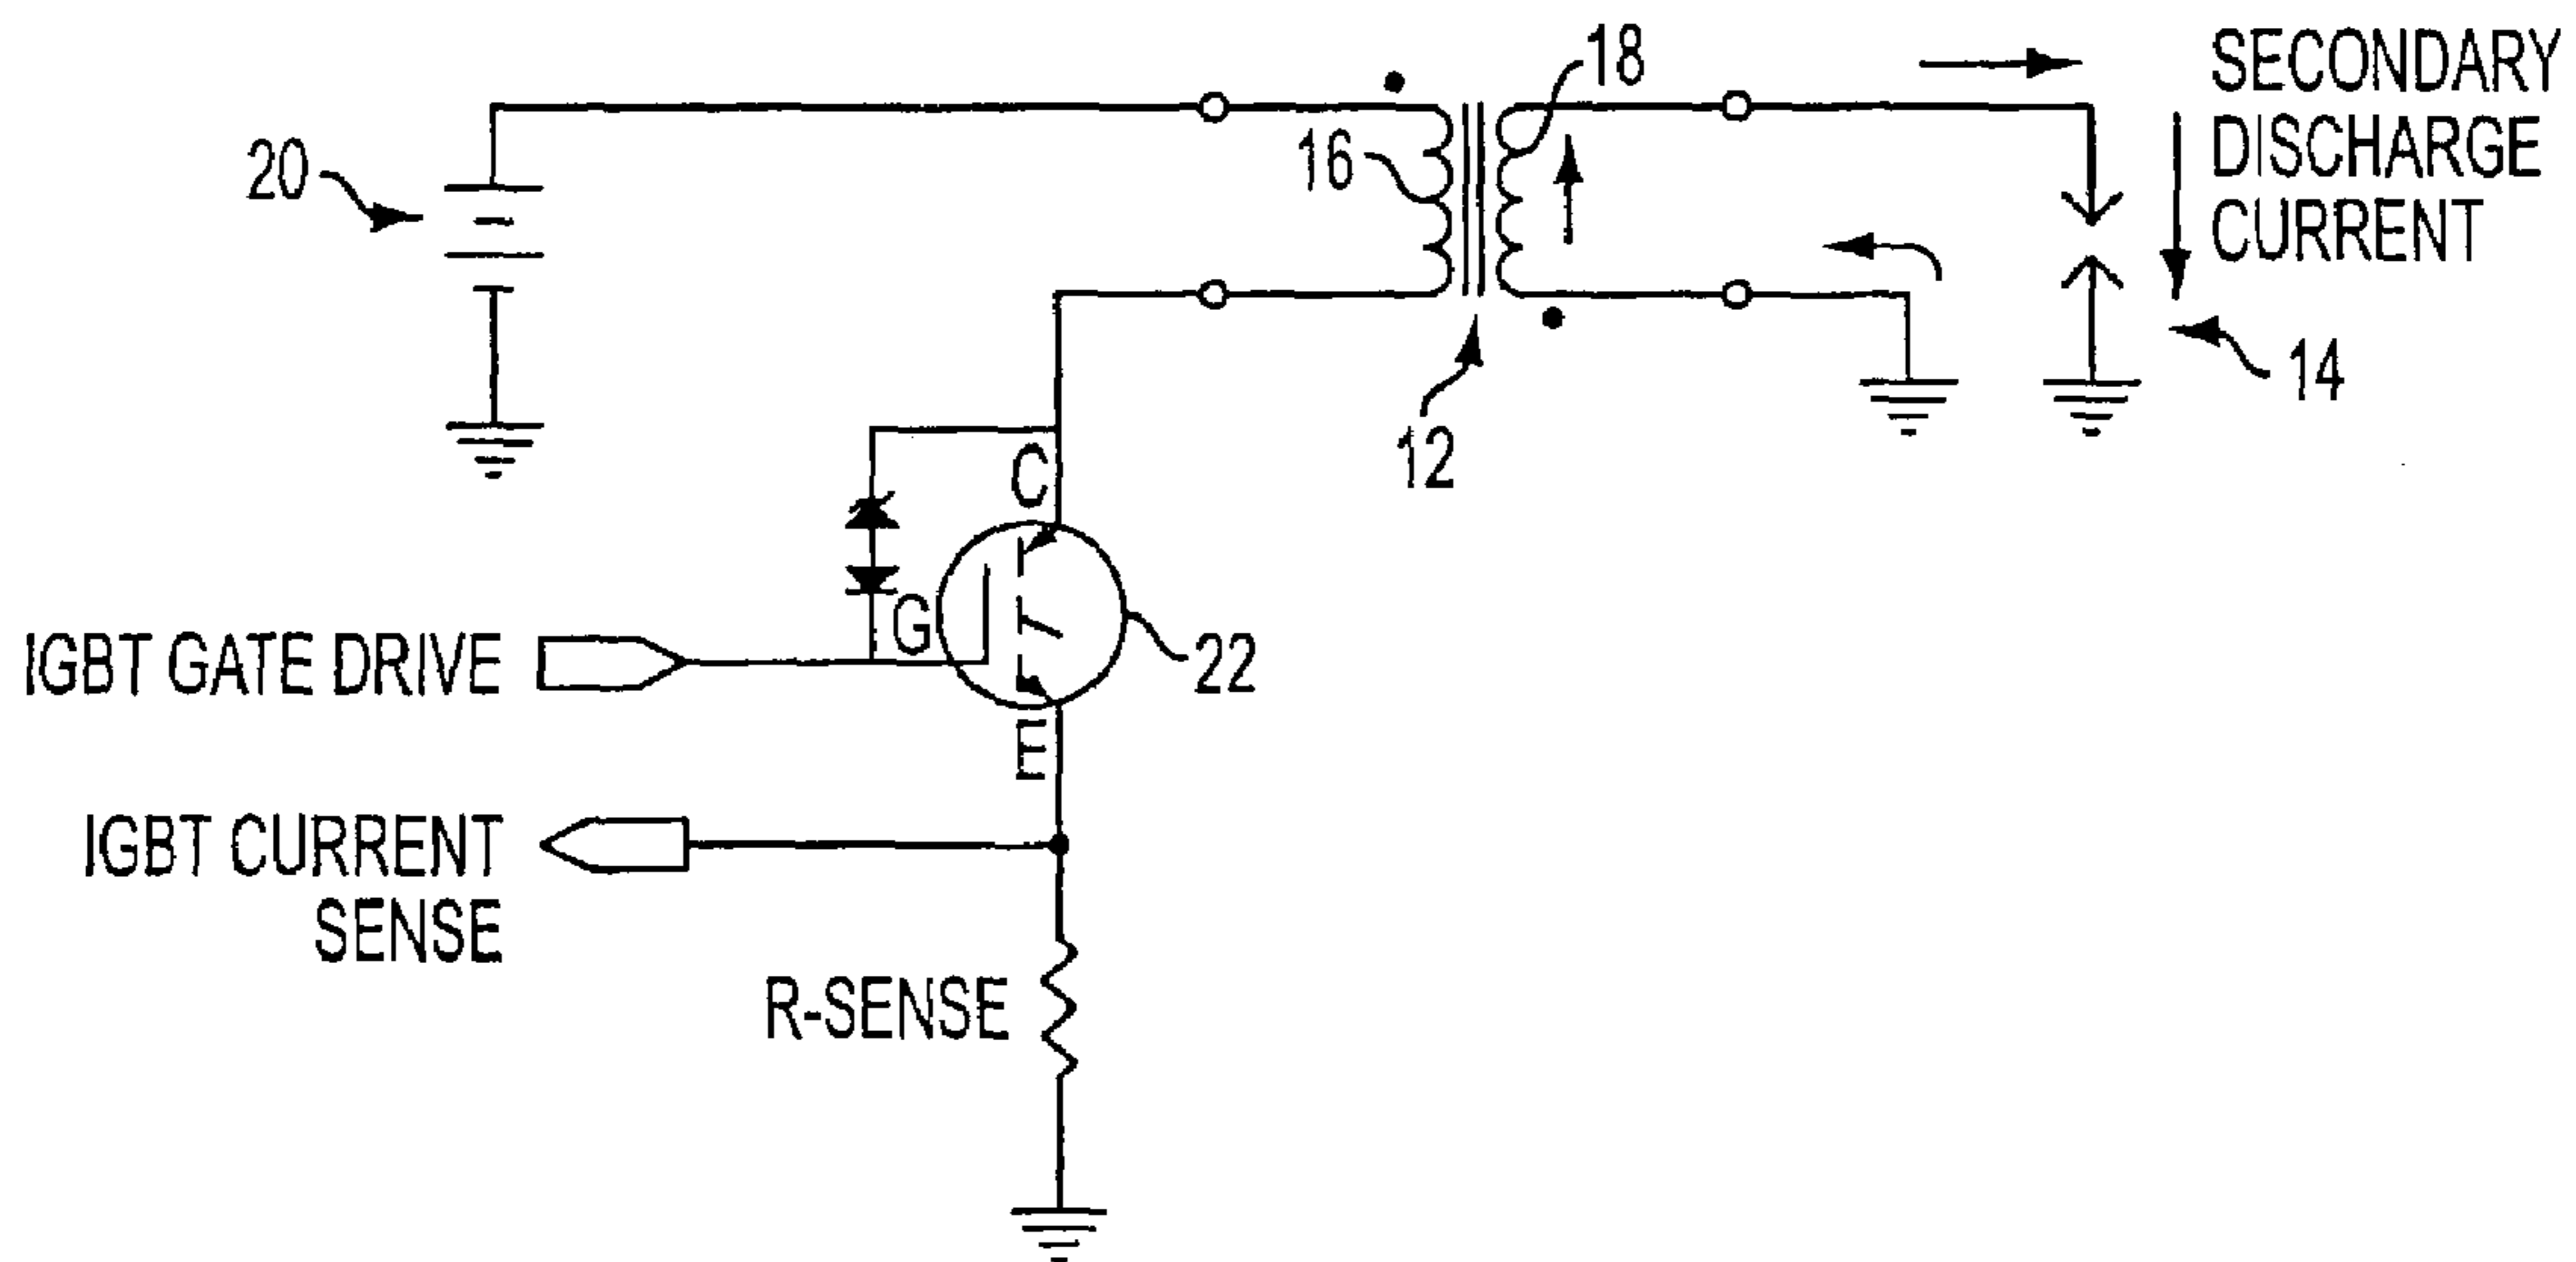 SECONDARY
DISCHARGE
CURRENT
18
16
20
14
12
C
G
22
IGBT GATE DRIVE
E
IGBT CURRENT
SENSE
R-SENSE